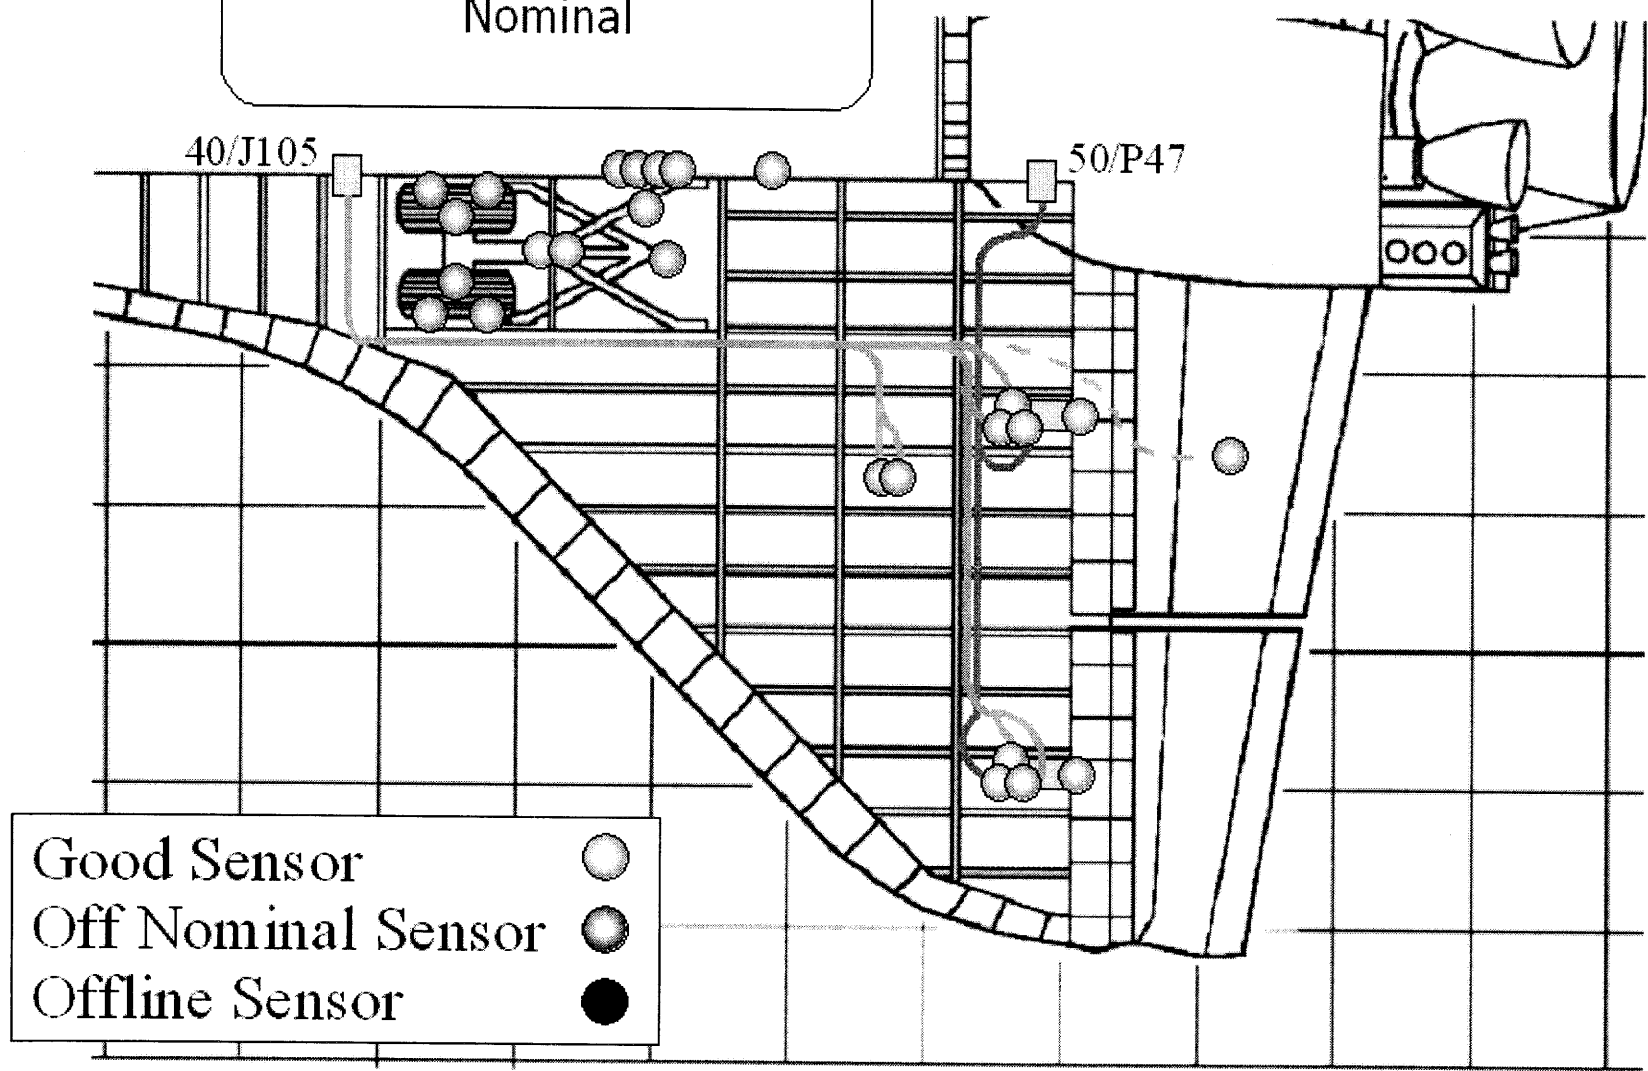 Nominal
40/J105
50/P47
Good Sensor
Off Nominal Sensor
Offline Sensor